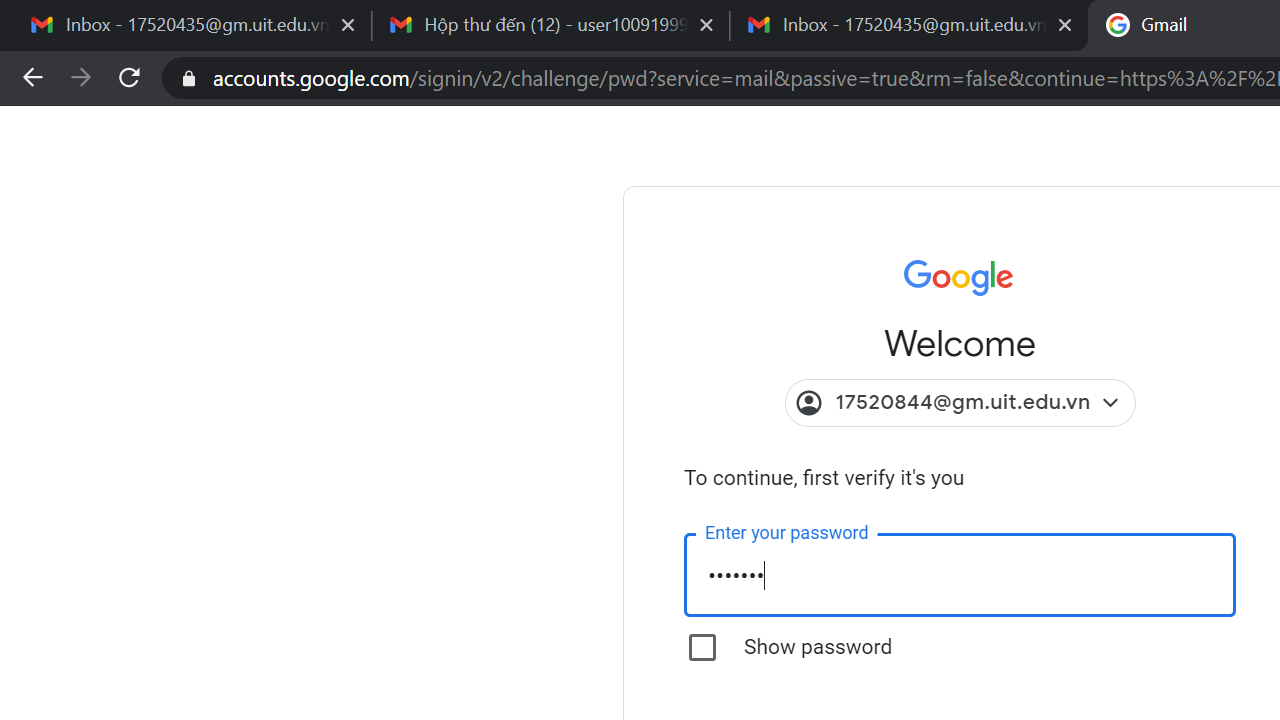 Inbox - 17520435@gm.uit.edu.vn
Hộp thư đến (12) - user10091999
Inbox - 17520435@gm.uit.edu.vn
Gmail
accounts.google.com/signin/v2/challenge/pwd?service=mail&passive=true&rm=false&continue=https%3A%2F%2
Google
Welcome
17520844@gm.uit.edu.vn
To continue, first verify it's you
Enter your password
•••••••
Show password